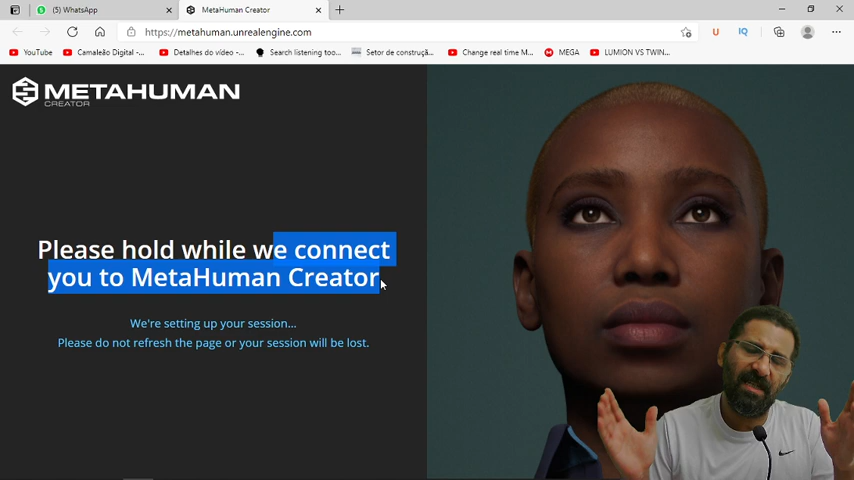 (5) WhatsApp
MetaHuman Creator
https://metahuman.unrealengine.com
YouTube
Camaleão Digital -...
Detalhes do vídeo -...
Search listening too...
Setor de construçã...
Change real time M...
MEGA
LUMION VS TWIN...
METAHUMAN
CREATOR
Please hold while we connect
you to MetaHuman Creator.
We're setting up your session...
Please do not refresh the page or your session will be lost.